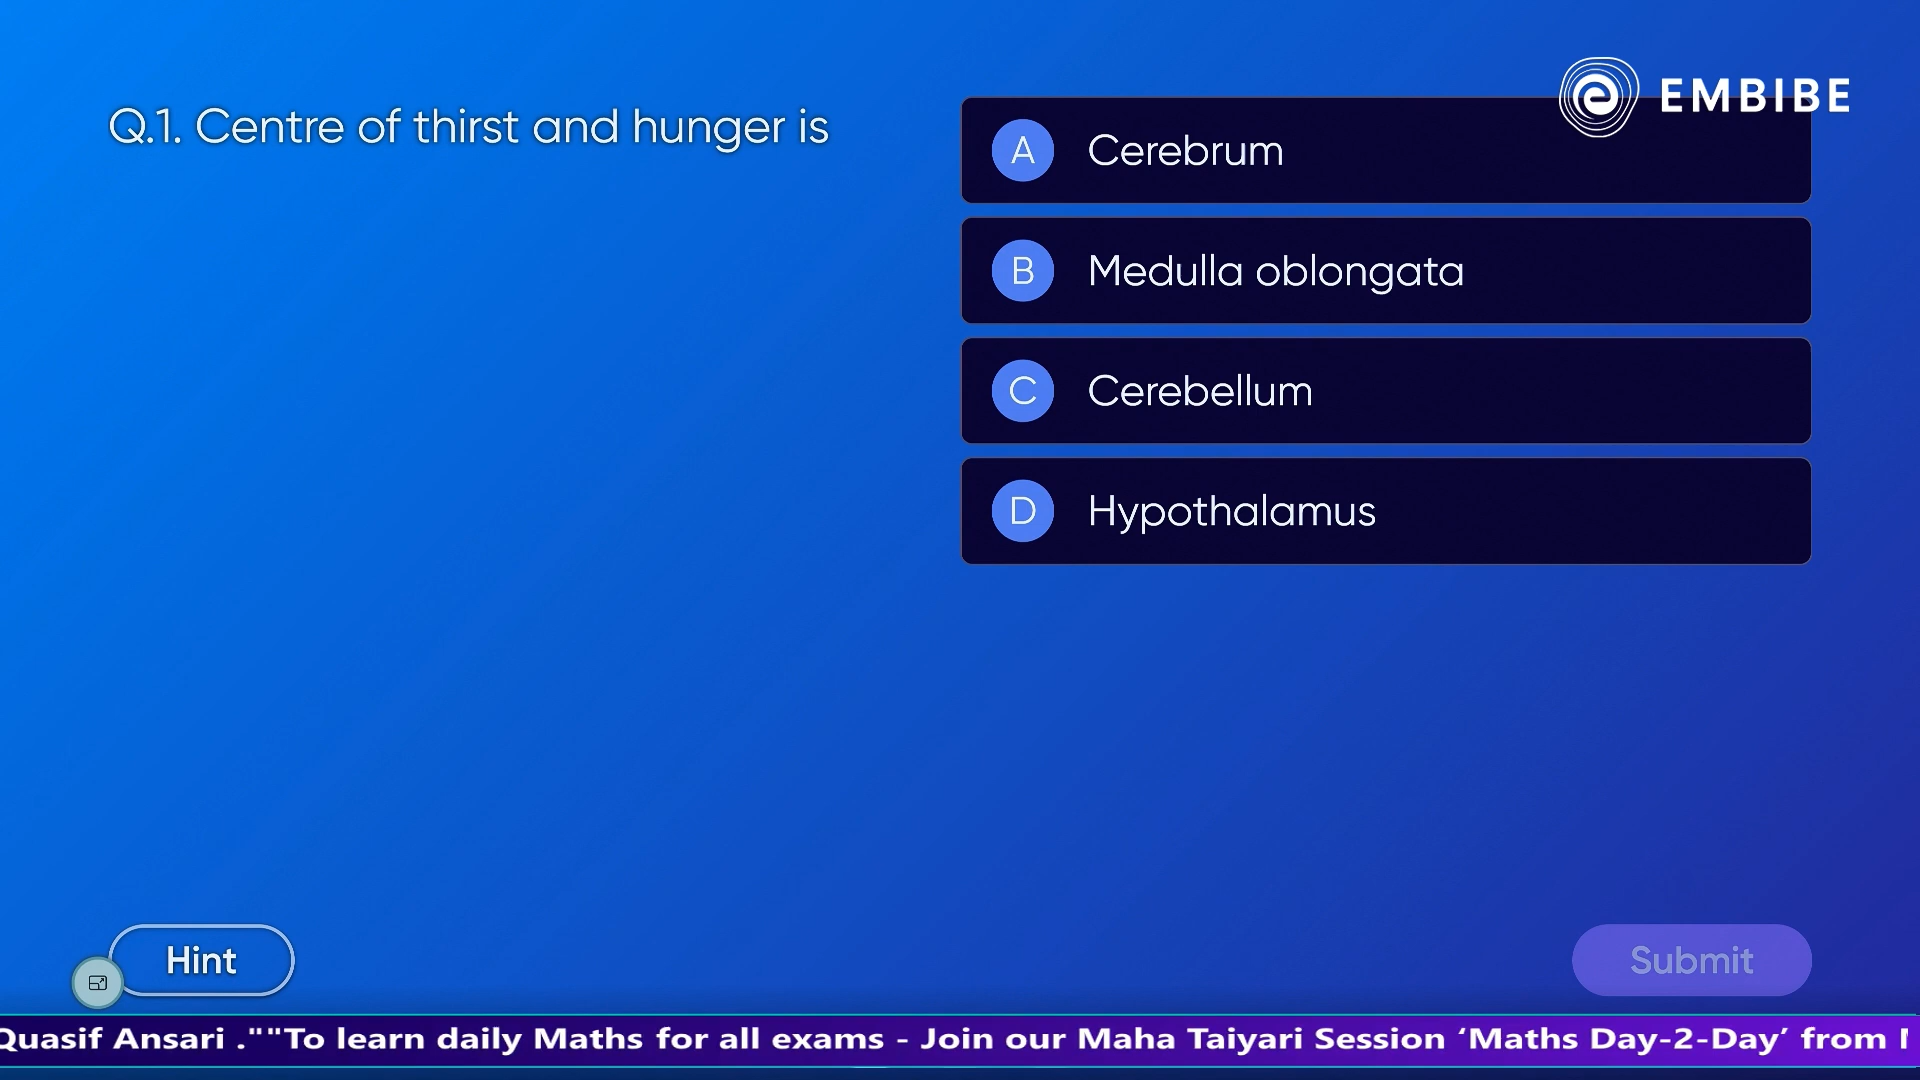 EMBIBE
Q.1. Centre of thirst and hunger is
A Cerebrum
B Medulla oblongata
C Cerebellum
D Hypothalamus
Hint
Submit
Quasif Ansari .""To learn daily Maths for all exams - Join our Maha Taiyari Session ‘Maths Day-2-Day’ from